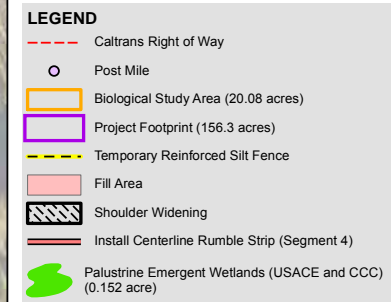 LEGEND
Caltrans Right of Way
Post Mile
Biological Study Area (20.08 acres)
Project Footprint (156.3 acres)
Temporary Reinforced Silt Fence
Fill Area
Shoulder Widening
Install Centerline Rumble Strip (Segment 4)
Palustrine Emergent Wetlands (USACE and CCC)
(0.152 acre)